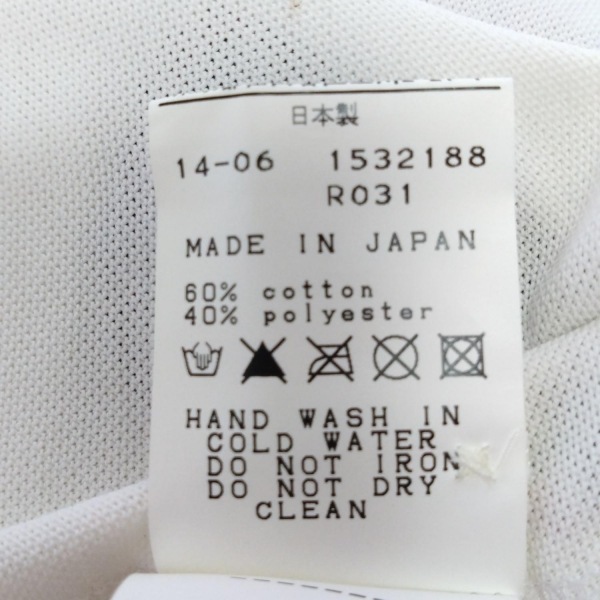 日本製
14-06 1532188
R031
MADE IN JAPAN
60% cotton
40% polyester
HAND WASH IN
COLD WATER
DO NOT IRON
DO NOT DRY
CLEAN